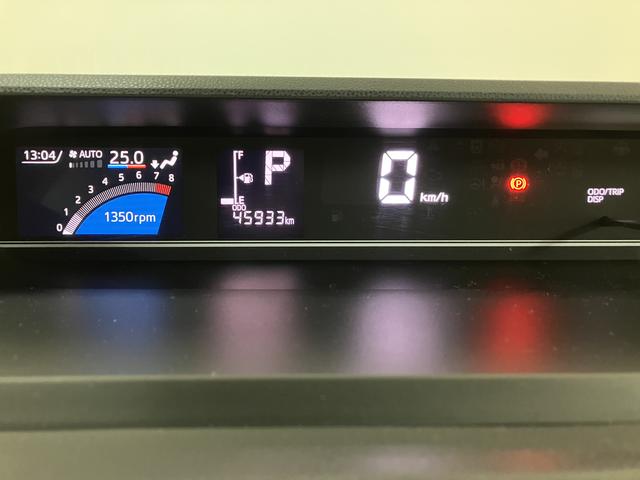 13:04 AUTO 25.0
0 1 2 3 4 5 6 7 8
1350rpm
F
E
P
ODO
45933km
0 km/h
P
ODO/TRIP
DISP